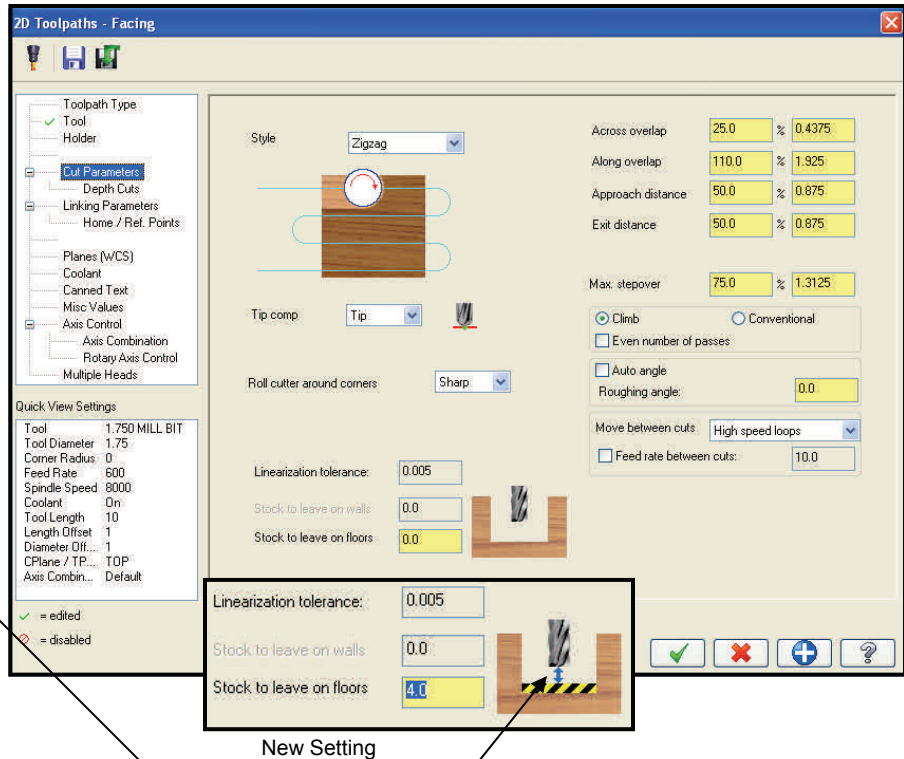 2D Toolpaths - Facing
Toolpath Type
Tool
Holder
Cut Parameters
Depth Cuts
Linking Parameters
Home / Ref. Points
Planes (WCS)
Coolant
Canned Text
Misc Values
Axis Control
Axis Combination
Rotary Axis Control
Multiple Heads
Quick View Settings
Tool 1.750 MILL BIT
Tool Diameter 1.75
Corner Radius 0
Feed Rate 600
Spindle Speed 8000
Coolant On
Tool Length 10
Length Offset 1
Diameter Off... 1
CPlane / TP... TOP
Axis Combin... Default
= edited
= disabled
Style Zigzag
Tip comp Tip
Roll cutter around corners Sharp
Linearization tolerance: 0.005
Stock to leave on walls 0.0
Stock to leave on floors 0.0
Across overlap 25.0 % 0.4375
Along overlap 110.0 % 1.925
Approach distance 50.0 % 0.875
Exit distance 50.0 % 0.875
Max. stepover 75.0 % 1.3125
Climb Conventional
Even number of passes
Auto angle
Roughing angle: 0.0
Move between cuts High speed loops
Feed rate between cuts: 10.0
Linearization tolerance: 0.005
Stock to leave on walls 0.0
Stock to leave on floors 4.0
New Setting